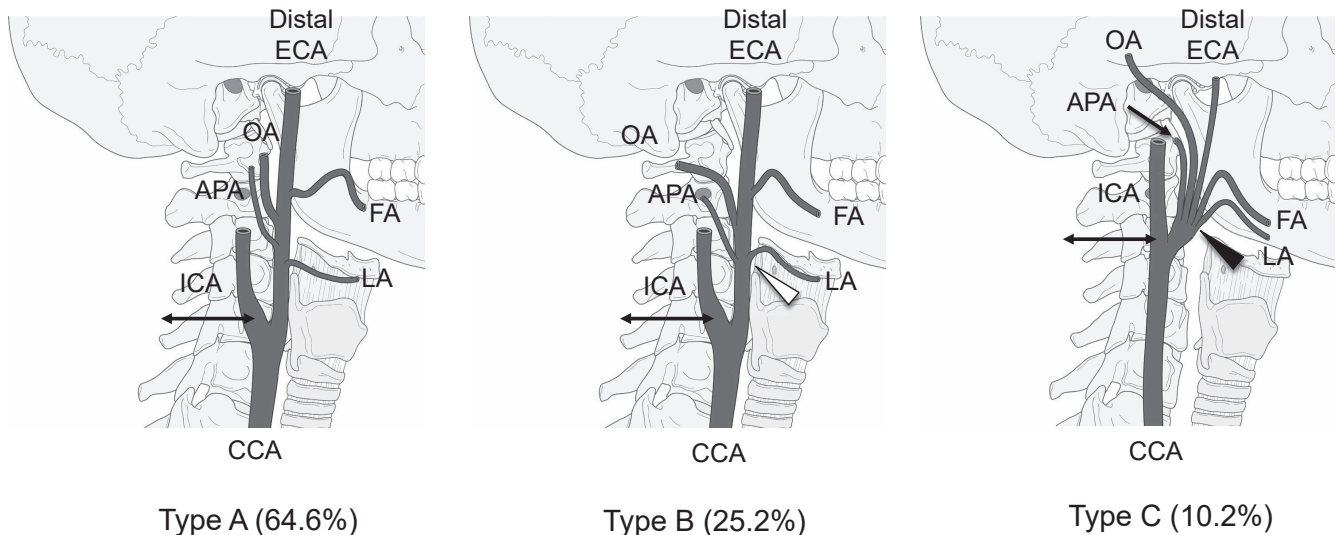 Distal
ECA
OA
APA
FA
ICA
LA
CCA
Type A (64.6%)
Distal
ECA
OA
APA
FA
ICA
LA
CCA
Type B (25.2%)
Distal
ECA
OA
APA
ICA
FA
LA
CCA
Type C (10.2%)